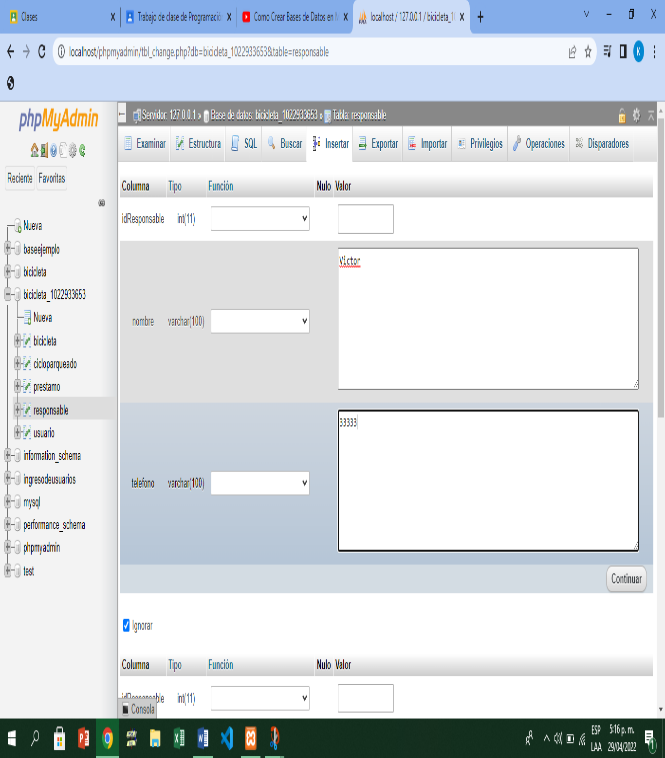 Clases
Trabajo de clase de Programació
Como Crear Bases de Datos en M
localhost / 127.0.0.1 / bicicleta_1
localhost/phpmyadmin/tbl_change.php?db=bicicleta_1022933653&table=responsable
K
phpMyAdmin
Reciente Favoritas
Nueva
baseejemplo
bicicleta
bicicleta_1022933653
Nueva
bicicleta
cicloparqueado
prestamo
responsable
usuario
information_schema
ingresodeusuarios
mysql
performance_schema
phpmyadmin
test
Servidor: 127.0.0.1 » Base de datos: bicicleta_1022933653 » Tabla: responsable
Examinar Estructura SQL Buscar Insertar Exportar Importar Privilegios Operaciones Disparadores
Columna Tipo Función Nulo Valor
idResponsable int(11)
nombre varchar(100) Victor
telefono varchar(100) 33333
Continuar
Ignorar
Columna Tipo Función Nulo Valor
int(11)
Consola
ESP 5:16 p. m.
LAA 29/04/2022
1